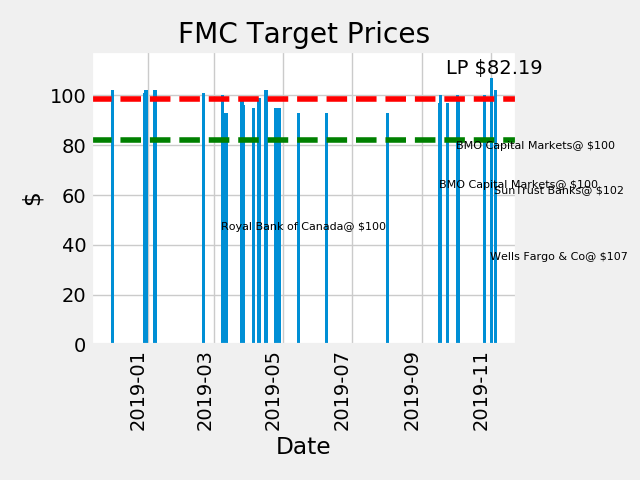 FMC Target Prices
LP $82.19
100
80
60
40
20
0
$
BMO Capital Markets@ $100
BMO Capital Markets@ $100
SunTrust Banks@ $102
Royal Bank of Canada@ $100
Wells Fargo & Co@ $107
2019-01
2019-03
2019-05
2019-07
2019-09
2019-11
Date